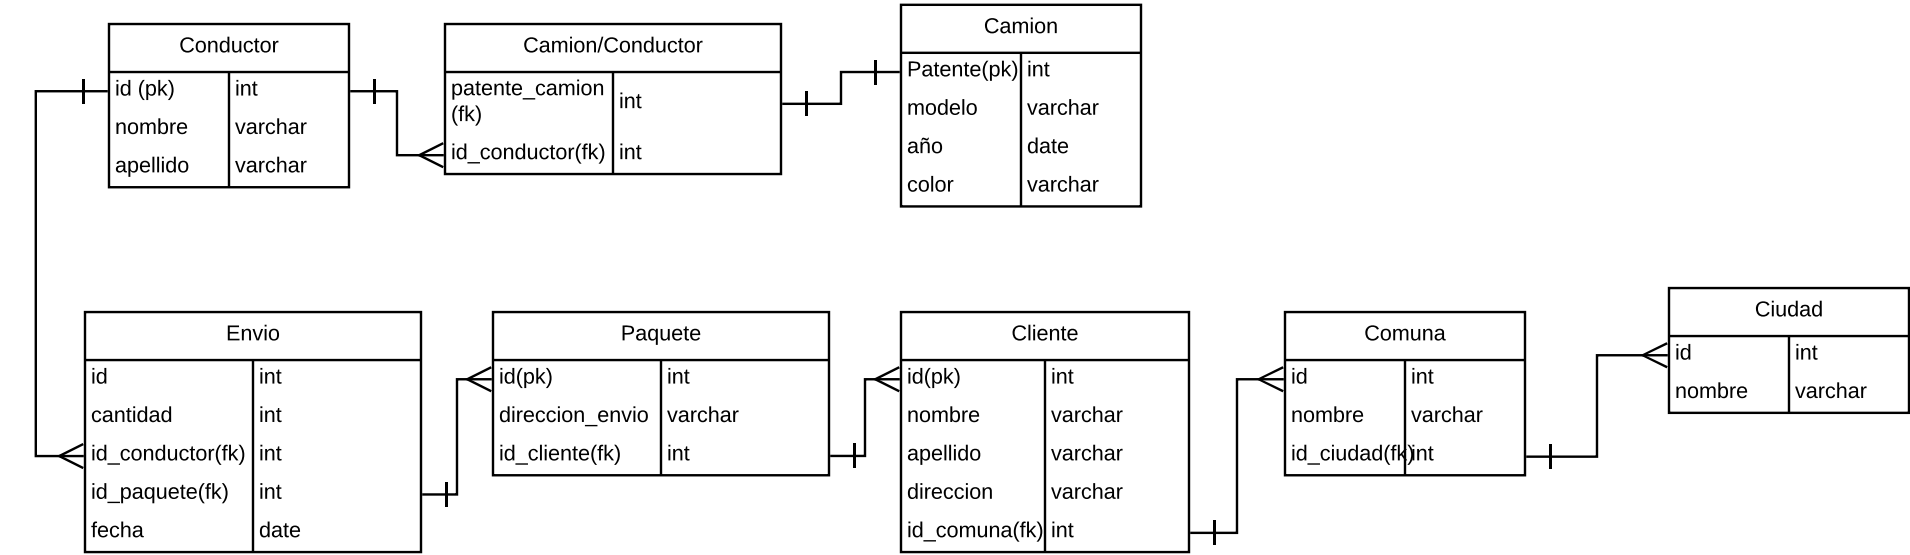 Conductor
id (pk) int
nombre varchar
apellido varchar
Camion/Conductor
patente_camion
(fk)
int
id_conductor(fk) int
Camion
Patente(pk) int
modelo varchar
año date
color varchar
Envio
id int
cantidad int
id_conductor(fk) int
id_paquete(fk) int
fecha date
Paquete
id(pk) int
direccion_envio varchar
id_cliente(fk) int
Cliente
id(pk) int
nombre varchar
apellido varchar
direccion varchar
id_comuna(fk) int
Comuna
id int
nombre varchar
id_ciudad(fk) int
Ciudad
id int
nombre varchar